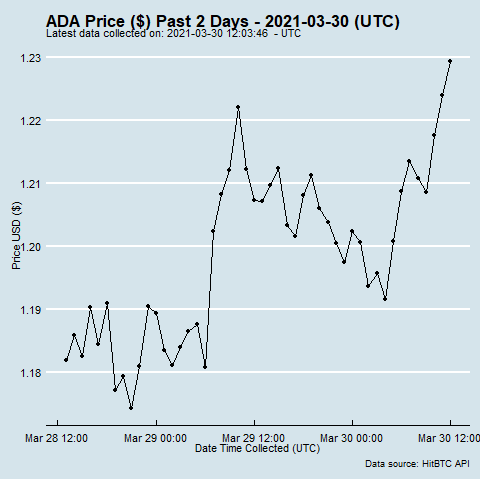 ADA Price ($) Past 2 Days - 2021-03-30 (UTC)
Latest data collected on: 2021-03-30 12:03:46  - UTC
1.23
1.22
1.21
1.20
1.19
1.18
Price USD ($)
Mar 28 12:00 Mar 29 00:00 Mar 29 12:00 Mar 30 00:00 Mar 30 12:00
Date Time Collected (UTC)
Data source: HitBTC API